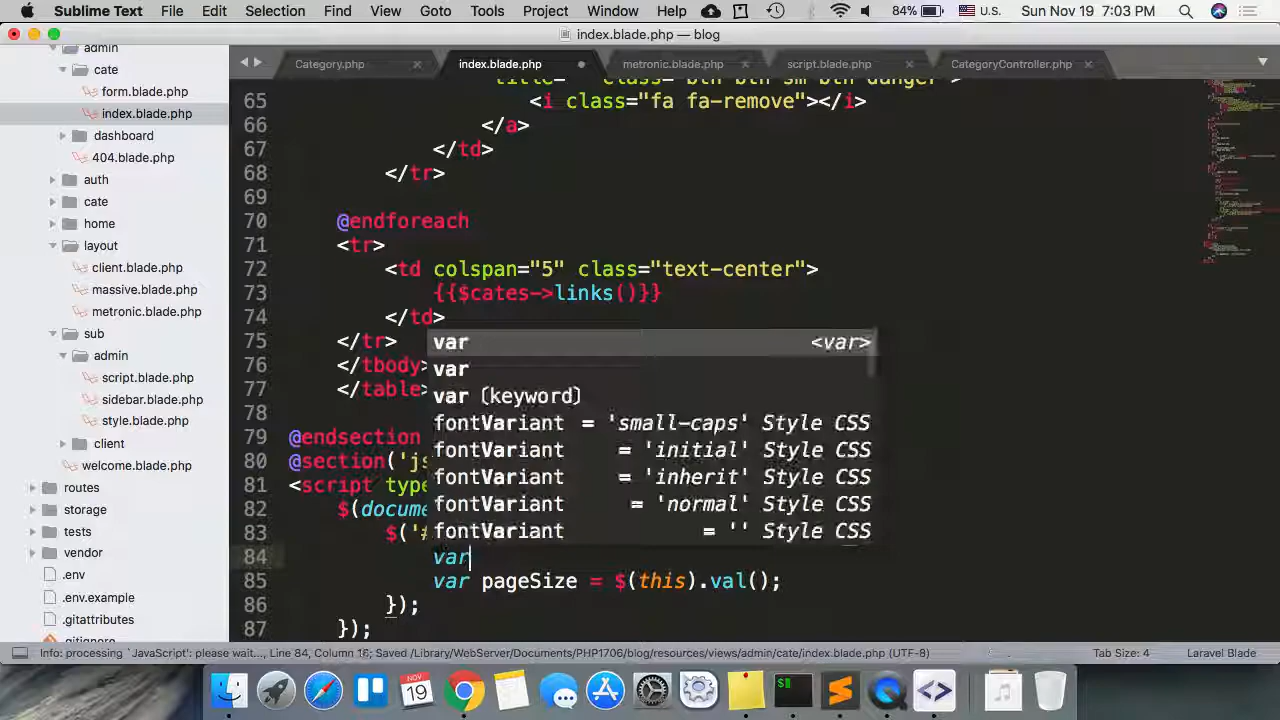 Sublime Text File Edit Selection Find View Goto Tools Project Window Help 84% U.S. Sun Nov 19 7:03 PM
index.blade.php — blog
admin
cate
form.blade.php
index.blade.php
dashboard
404.blade.php
auth
cate
home
layout
client.blade.php
massive.blade.php
metronic.blade.php
sub
admin
script.blade.php
sidebar.blade.php
style.blade.php
client
welcome.blade.php
routes
storage
tests
vendor
.env
.env.example
.gitattributes
.gitignore
Category.php index.blade.php metronic.blade.php script.blade.php CategoryController.php
65 <i class="fa fa-remove"></i>
66 </a>
67 </td>
68 </tr>
69
70 @endforeach
71 <tr>
72 <td colspan="5" class="text-center">
73 {{$cates->links()}}
74 </td>
75 </tr>
76 </tbody>
77 </table
78
79 @endsection
80 @section('js
81 <script type
82 $(docume
83 $('#
84 var
85 var pageSize = $(this).val();
86 });
87 });
var <var>
var
var (keyword)
fontVariant = 'small-caps' Style CSS
fontVariant = 'initial' Style CSS
fontVariant = 'inherit' Style CSS
fontVariant = 'normal' Style CSS
fontVariant = '' Style CSS
Info: processing `JavaScript': please wait..., Line 84, Column 16; Saved /Library/WebServer/Documents/PHP1706/blog/resources/views/admin/cate/index.blade.php (UTF-8) Tab Size: 4 Laravel Blade
NOV
19